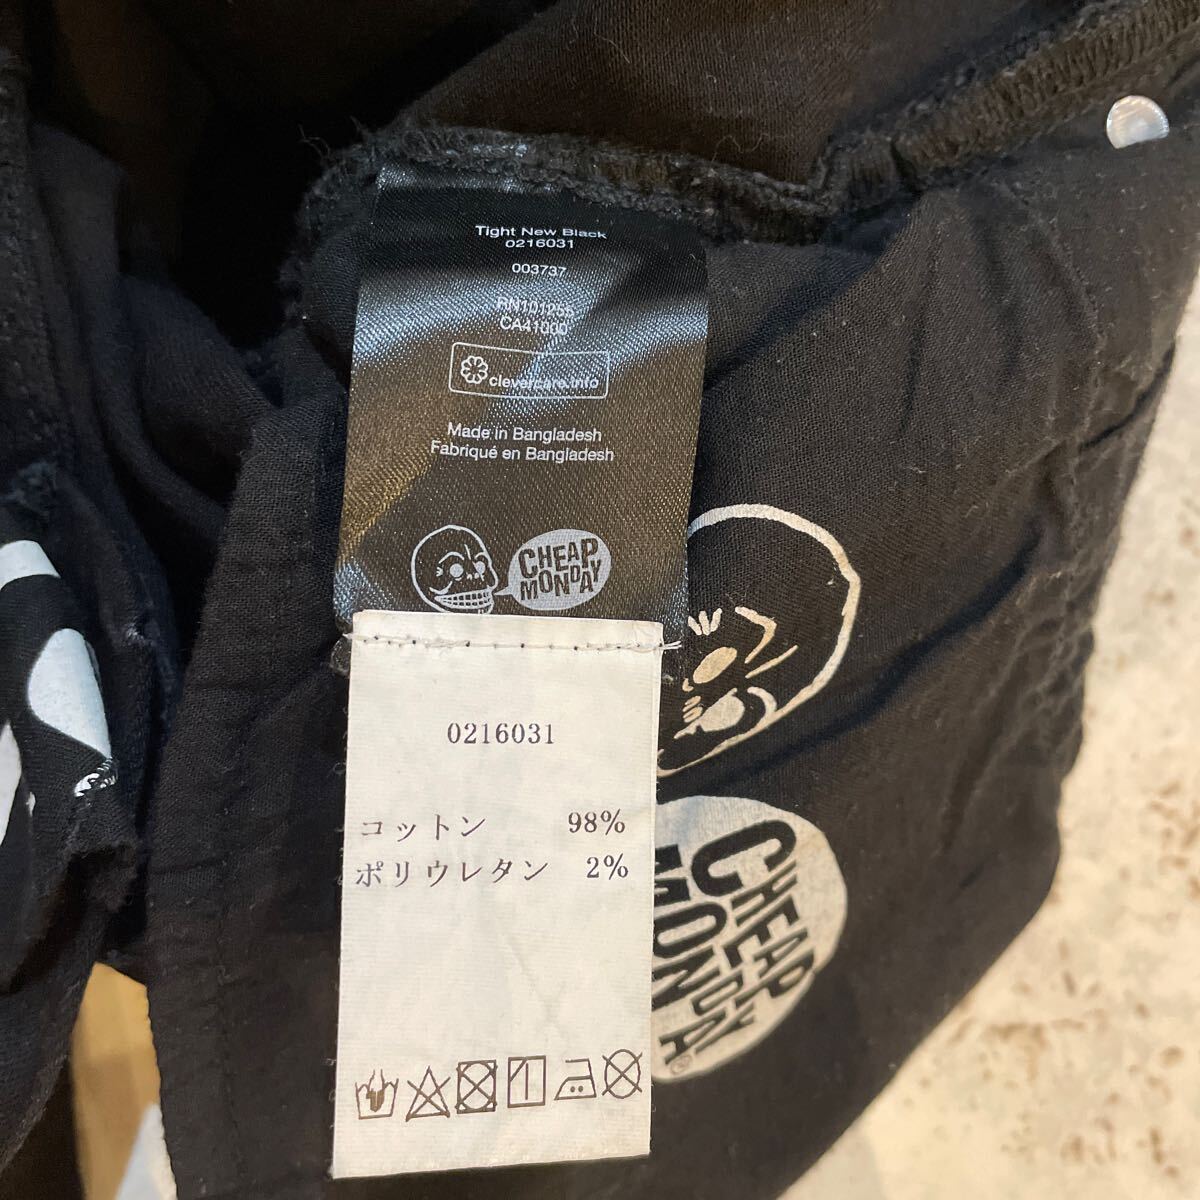 Tight New Black
0216031
003737
RN101255
CA41000
clevercare.info
Made in Bangladesh
Fabriqué en Bangladesh
CHEAP
MONDAY
0216031
コットン 98%
ポリウレタン 2%
CHEAP
MONDAY
®